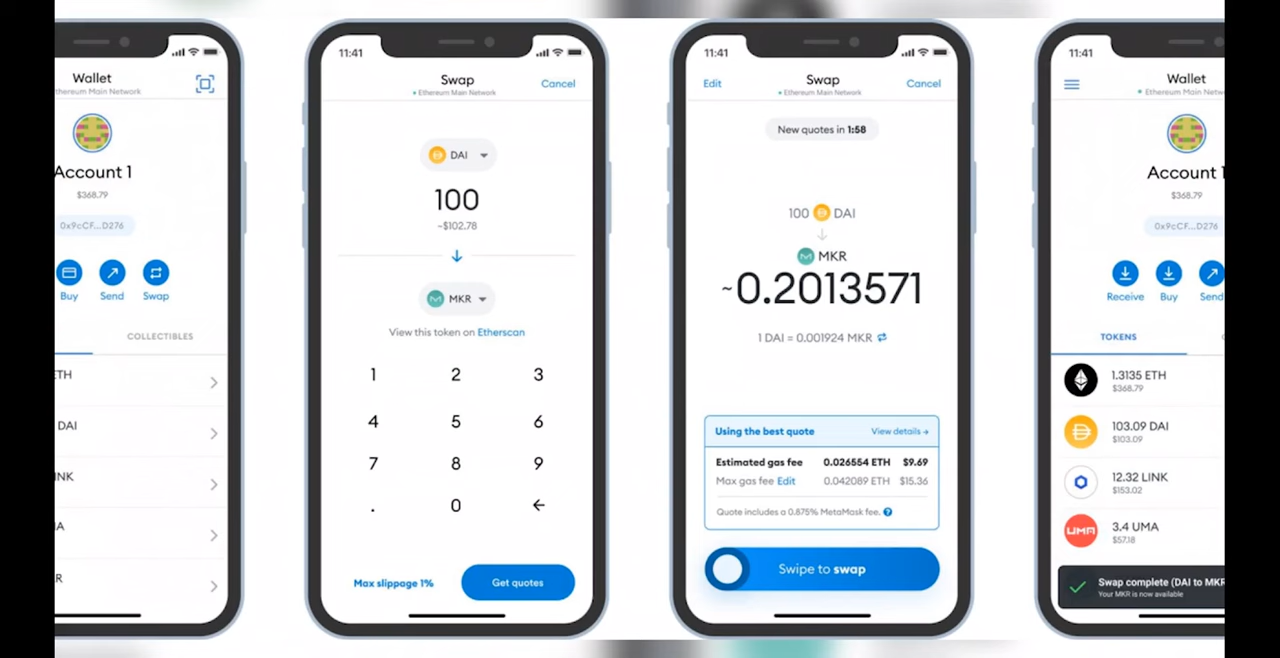 Wallet
thereum Main Network
Account 1
$368.79
0x9cCF...D276
Buy
Send
Swap
COLLECTIBLES
ETH
DAI
INK
A
R
11:41
Swap
Cancel
Ethereum Main Network
DAI
100
~$102.78
MKR
View this token on Etherscan
1 2 3
4 5 6
7 8 9
. 0
Max slippage 1%
Get quotes
11:41
Edit
Swap
Cancel
Ethereum Main Network
New quotes in 1:58
100 DAI
MKR
~0.2013571
1 DAI = 0.001924 MKR
Using the best quote
View details
Estimated gas fee 0.026554 ETH $9.69
Max gas fee Edit 0.042089 ETH $15.36
Quote includes a 0.875% MetaMask fee. ?
Swipe to swap
11:41
Wallet
Ethereum Main Netw
Account 1
$368.79
0x9cCF...D276
Receive
Buy
Send
TOKENS
1.3135 ETH
$368.79
103.09 DAI
$103.09
12.32 LINK
$153.02
UMA
3.4 UMA
$57.18
Swap complete (DAI to MKR
Your MKR is now available